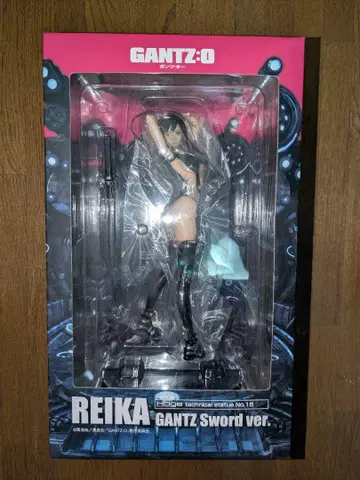 GANTZ:O
ガンツ:オー
REIKA
Hdge technical statue No.16
GANTZ Sword ver.